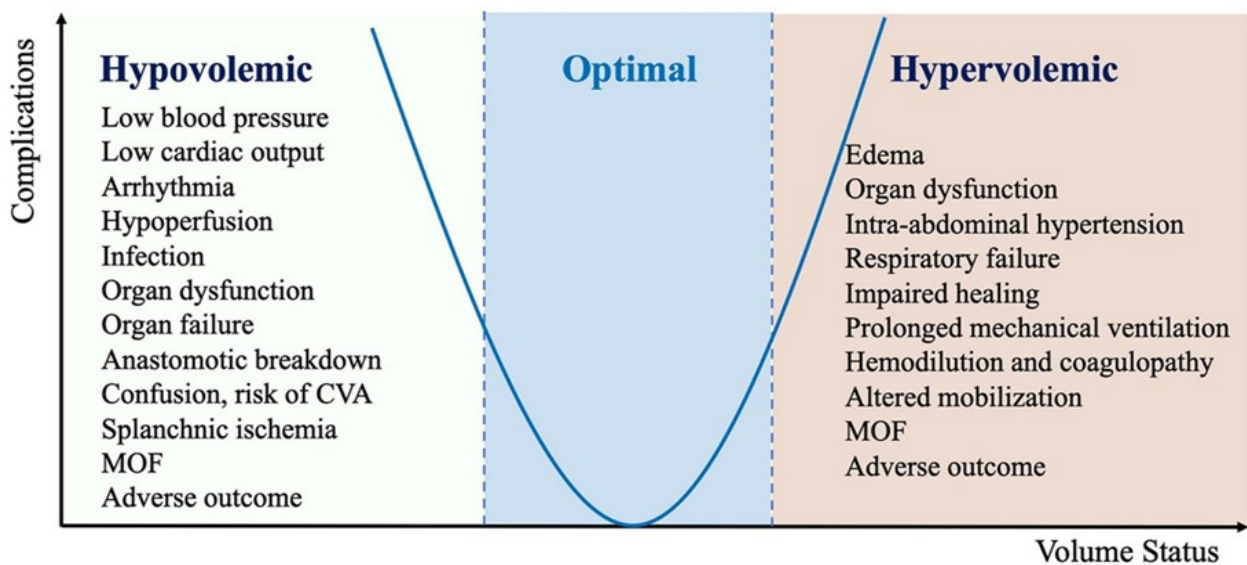 Complications
Hypovolemic
Low blood pressure
Low cardiac output
Arrhythmia
Hypoperfusion
Infection
Organ dysfunction
Organ failure
Anastomotic breakdown
Confusion, risk of CVA
Splanchnic ischemia
MOF
Adverse outcome
Optimal
Hypervolemic
Edema
Organ dysfunction
Intra-abdominal hypertension
Respiratory failure
Impaired healing
Prolonged mechanical ventilation
Hemodilution and coagulopathy
Altered mobilization
MOF
Adverse outcome
Volume Status